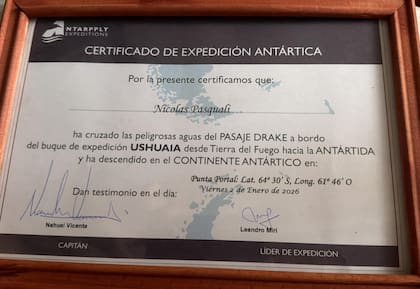 ANTARPPLY
EXPEDITIONS
CERTIFICADO DE EXPEDICIÓN ANTÁRTICA
Por la presente certificamos que:
Nicolas Pasquali
ha cruzado las peligrosas aguas del PASAJE DRAKE a bordo
del buque de expedición USHUAIA desde Tierra del Fuego hacia la ANTÁRTIDA
y ha descendido en el CONTINENTE ANTÁRTICO en:
Punta Portal: Lat. 64º 30´ S, Long. 61º 46´ O
Dan testimonio en el día:
Viernes 2 de Enero de 2026
Nahuel Vicente
Leandro Miri
CAPITÁN
LÍDER DE EXPEDICIÓN